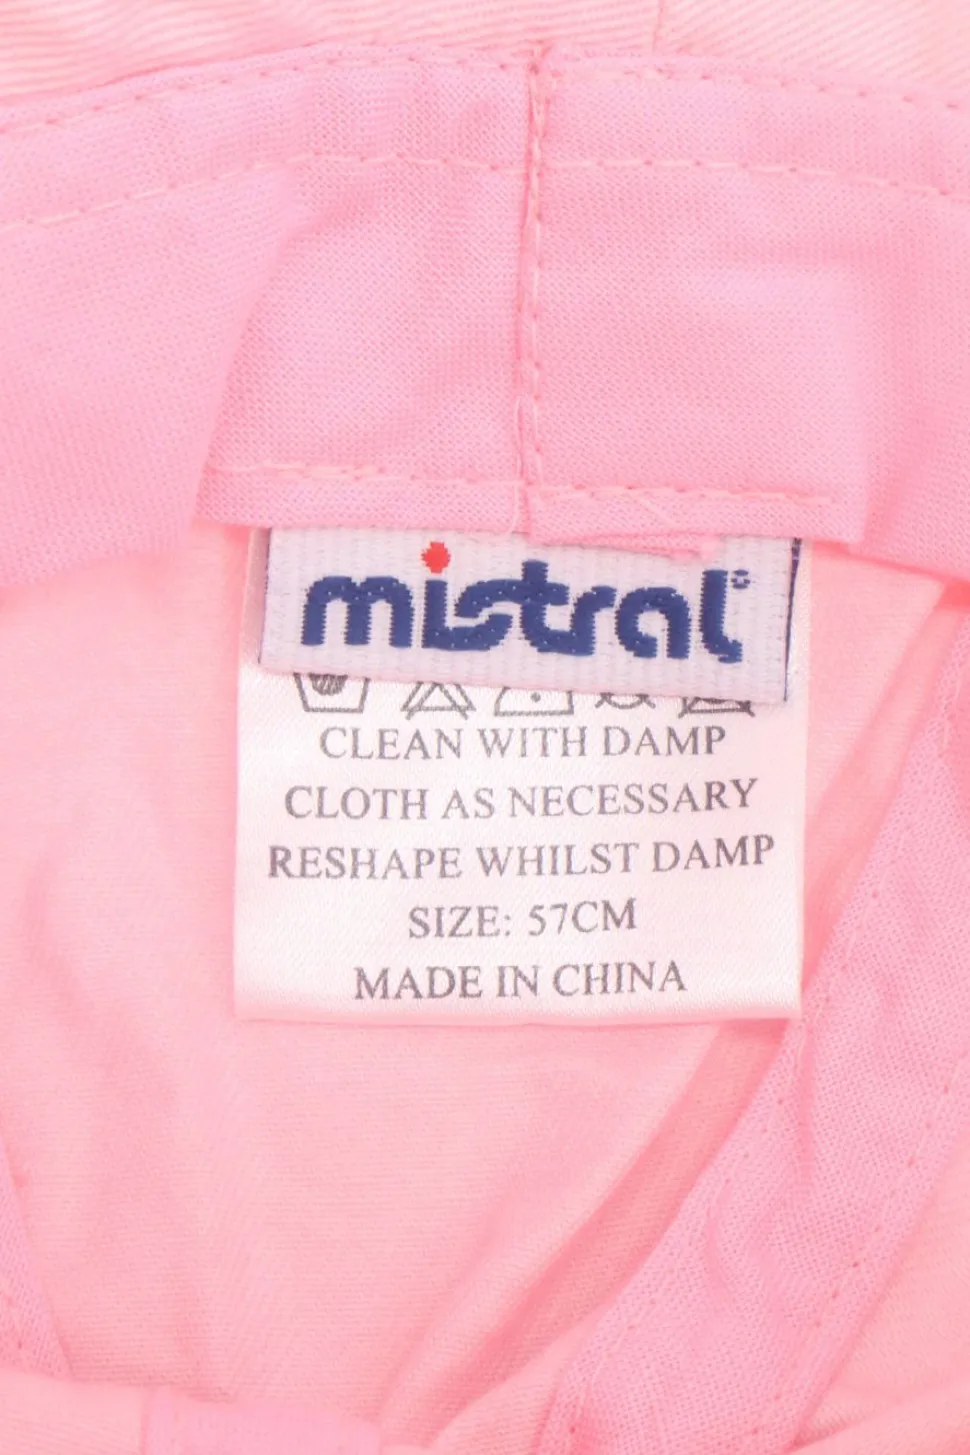 mistral
CLEAN WITH DAMP
CLOTH AS NECESSARY
RESHAPE WHILST DAMP
SIZE: 57CM
MADE IN CHINA